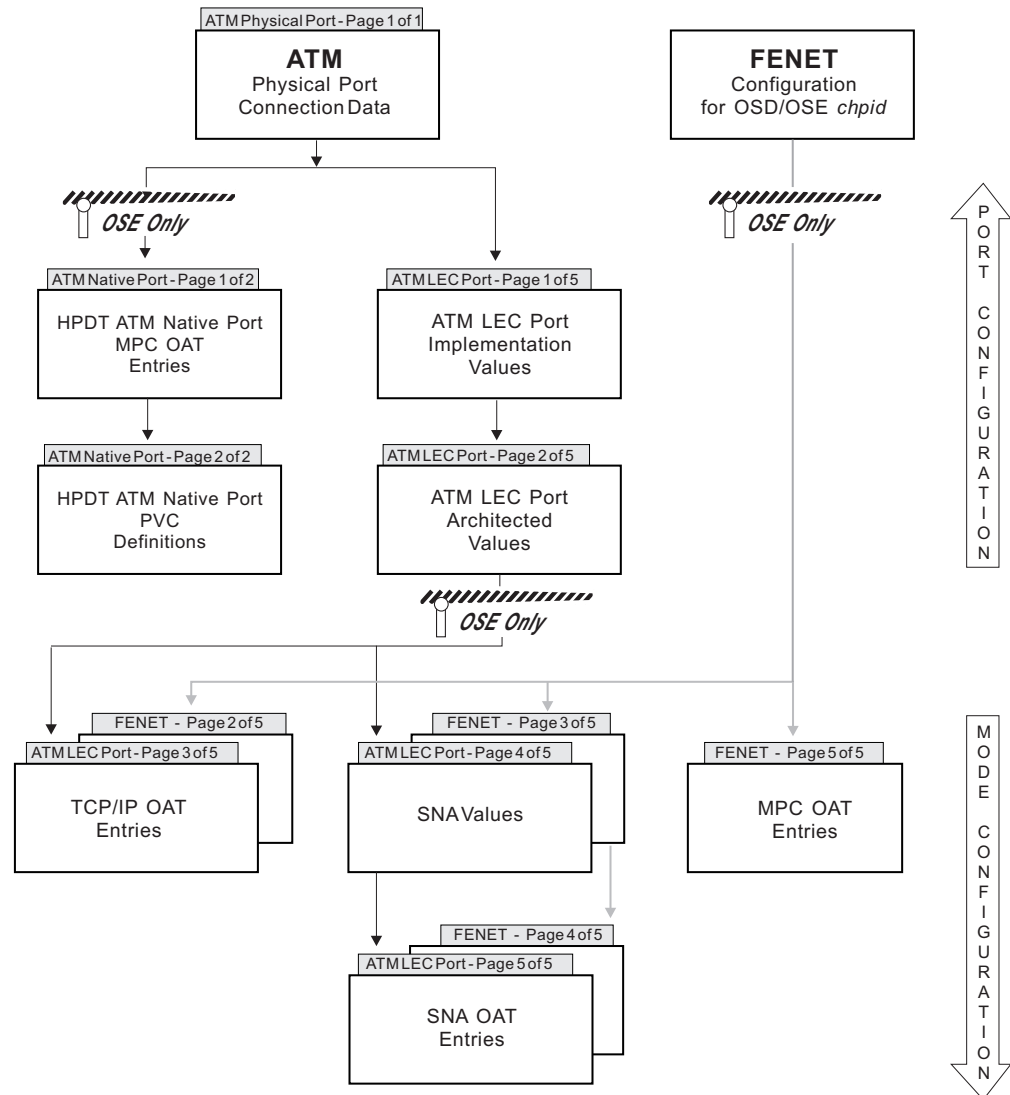 ATM Physical Port - Page 1 of 1
ATM
Physical Port
Connection Data
FENET
Configuration
for OSD/OSE chpid
OSE Only
OSE Only
ATM Native Port - Page 1 of 2
HPDT ATM Native Port
MPC OAT
Entries
ATM LEC Port - Page 1 of 5
ATM LEC Port
Implementation
Values
ATM Native Port - Page 2 of 2
HPDT ATM Native Port
PVC
Definitions
ATM LEC Port - Page 2 of 5
ATM LEC Port
Architected
Values
PORT CONFIGURATION
OSE Only
FENET - Page 2 of 5
ATM LEC Port - Page 3 of 5
TCP/IP OAT
Entries
FENET - Page 3 of 5
ATM LEC Port - Page 4 of 5
SNA Values
FENET - Page 5 of 5
MPC OAT
Entries
FENET - Page 4 of 5
ATM LEC Port - Page 5 of 5
SNA OAT
Entries
MODE CONFIGURATION